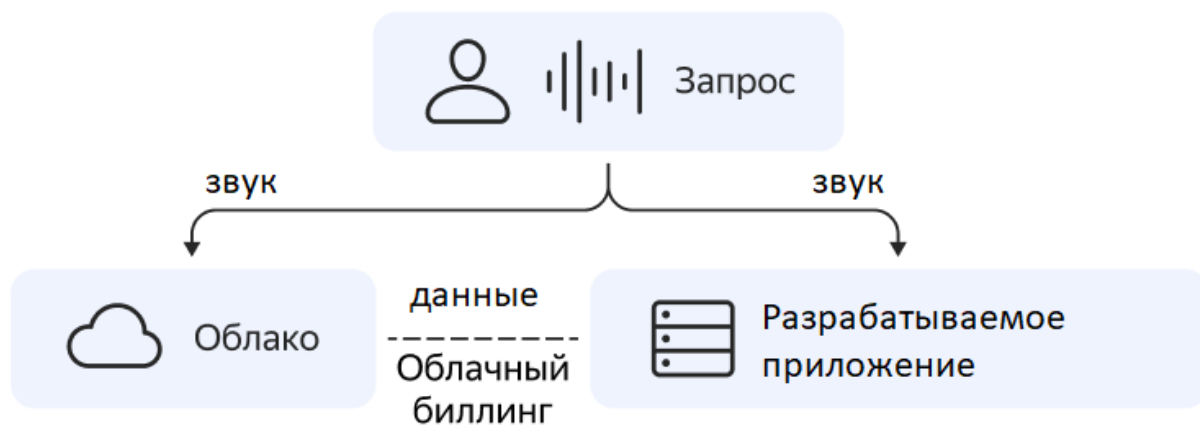 Запрос
звук
звук
Облако
данные
Облачный
биллинг
Разрабатываемое
приложение